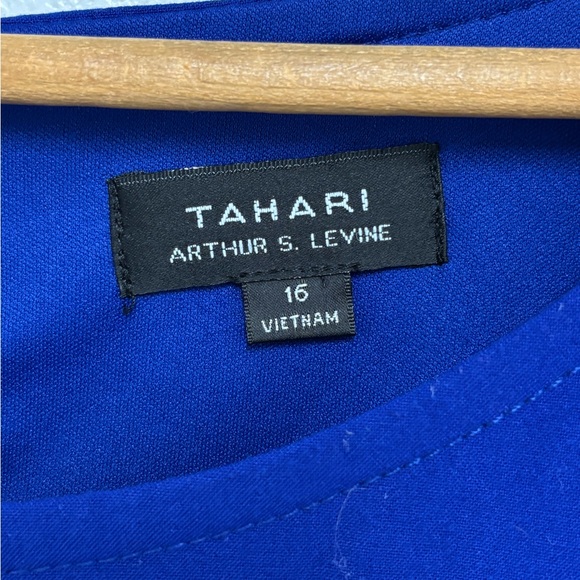 TAHARI
ARTHUR S. LEVINE
16
VIETNAM